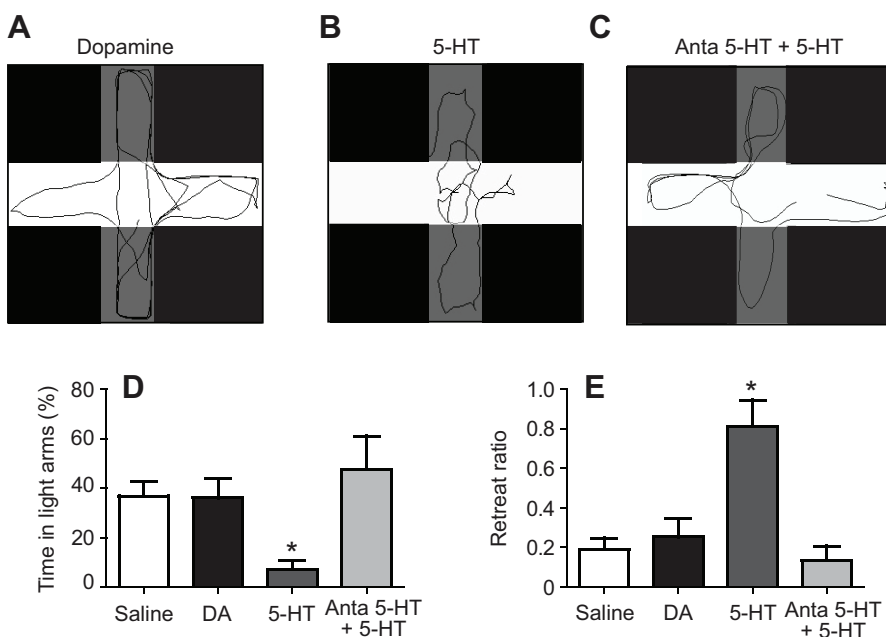 A
Dopamine
B
5-HT
C
Anta 5-HT + 5-HT
D
Time in light arms (%)
80
60
40
20
0
*
Saline
DA
5-HT
Anta 5-HT
+ 5-HT
E
Retreat ratio
1.0
0.8
0.6
0.4
0.2
0
*
Saline
DA
5-HT
Anta 5-HT
+ 5-HT